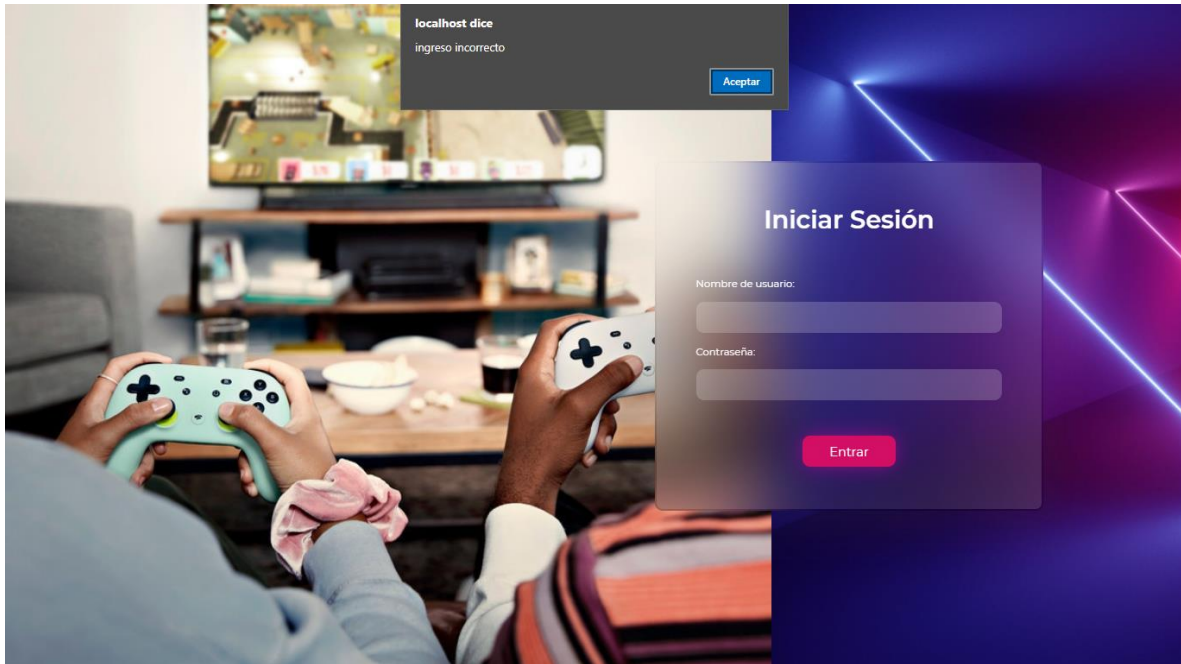 localhost dice
ingreso incorrecto
Aceptar
Iniciar Sesión
Nombre de usuario:
Contraseña:
Entrar